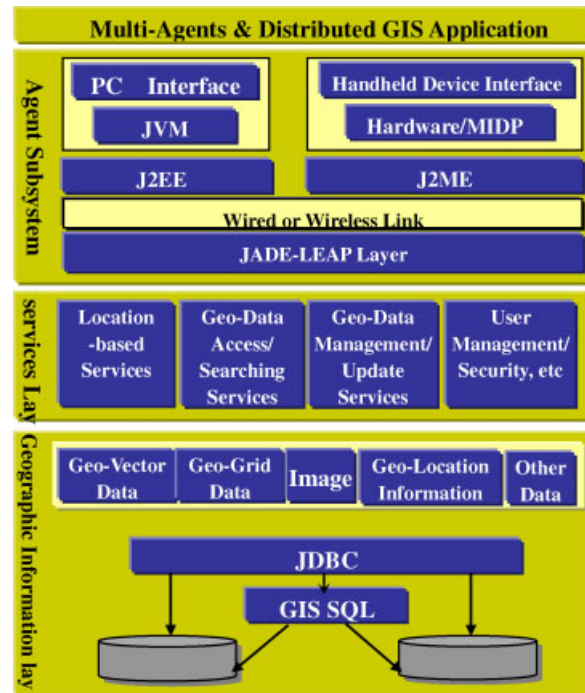 Multi-Agents & Distributed GIS Application
Agent Subsystem
PC Interface
JVM
J2EE
Handheld Device Interface
Hardware/MIDP
J2ME
Wired or Wireless Link
JADE-LEAP Layer
services Lay
Location
-based
Services
Geo-Data
Access/
Searching
Services
Geo-Data
Management/
Update
Services
User
Management/
Security, etc
Geographic Information lay
Geo-Vector
Data
Geo-Grid
Data
Image
Geo-Location
Information
Other
Data
JDBC
GIS SQL